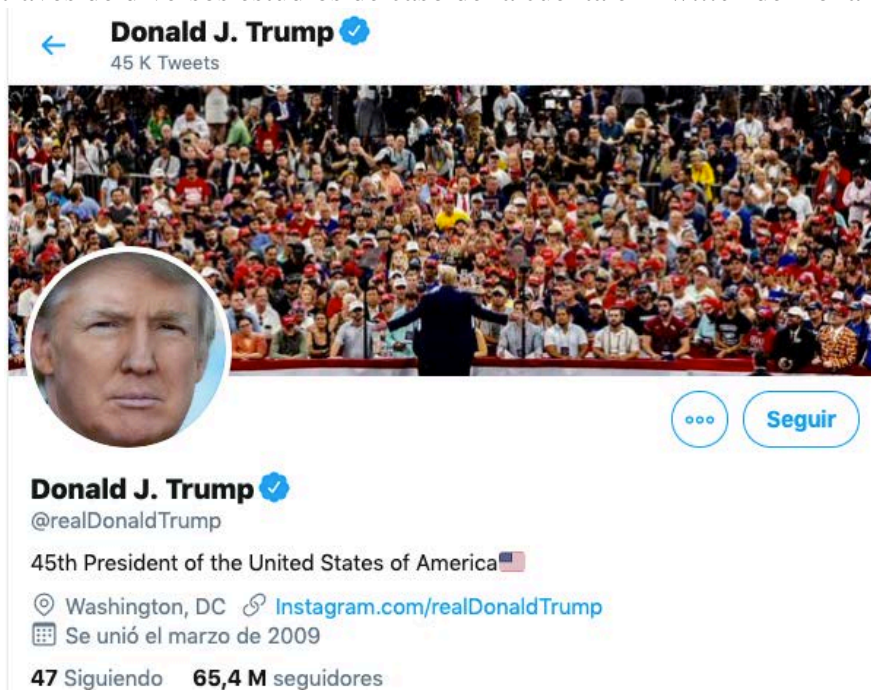 Donald J. Trump
45 K Tweets
Seguir
Donald J. Trump
@realDonaldTrump
45th President of the United States of America
Washington, DC Instagram.com/realDonaldTrump
Se unió el marzo de 2009
47 Siguiendo 65,4 M seguidores